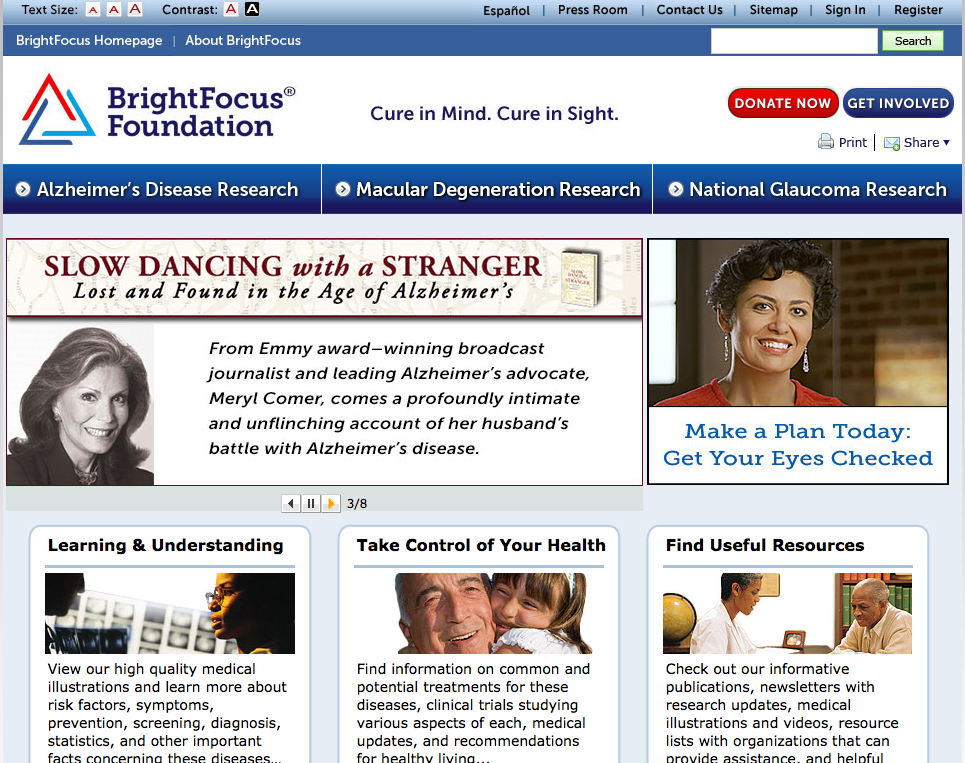 Text Size: A A A Contrast: A A Español | Press Room | Contact Us | Sitemap | Sign In | Register
BrightFocus Homepage | About BrightFocus Search
BrightFocus®
Foundation
Cure in Mind. Cure in Sight.
DONATE NOW GET INVOLVED
Print | Share
Alzheimer's Disease Research Macular Degeneration Research National Glaucoma Research
SLOW DANCING with a STRANGER
Lost and Found in the Age of Alzheimer's
SLOW
DANCING
STRANGER
From Emmy award–winning broadcast
journalist and leading Alzheimer's advocate,
Meryl Comer, comes a profoundly intimate
and unflinching account of her husband's
battle with Alzheimer's disease.
3/8
Make a Plan Today:
Get Your Eyes Checked
Learning & Understanding
View our high quality medical
illustrations and learn more about
risk factors, symptoms,
prevention, screening, diagnosis,
statistics, and other important
facts concerning these diseases...
Take Control of Your Health
Find information on common and
potential treatments for these
diseases, clinical trials studying
various aspects of each, medical
updates, and recommendations
for healthy living...
Find Useful Resources
Check out our informative
publications, newsletters with
research updates, medical
illustrations and videos, resource
lists with organizations that can
provide assistance, and helpful